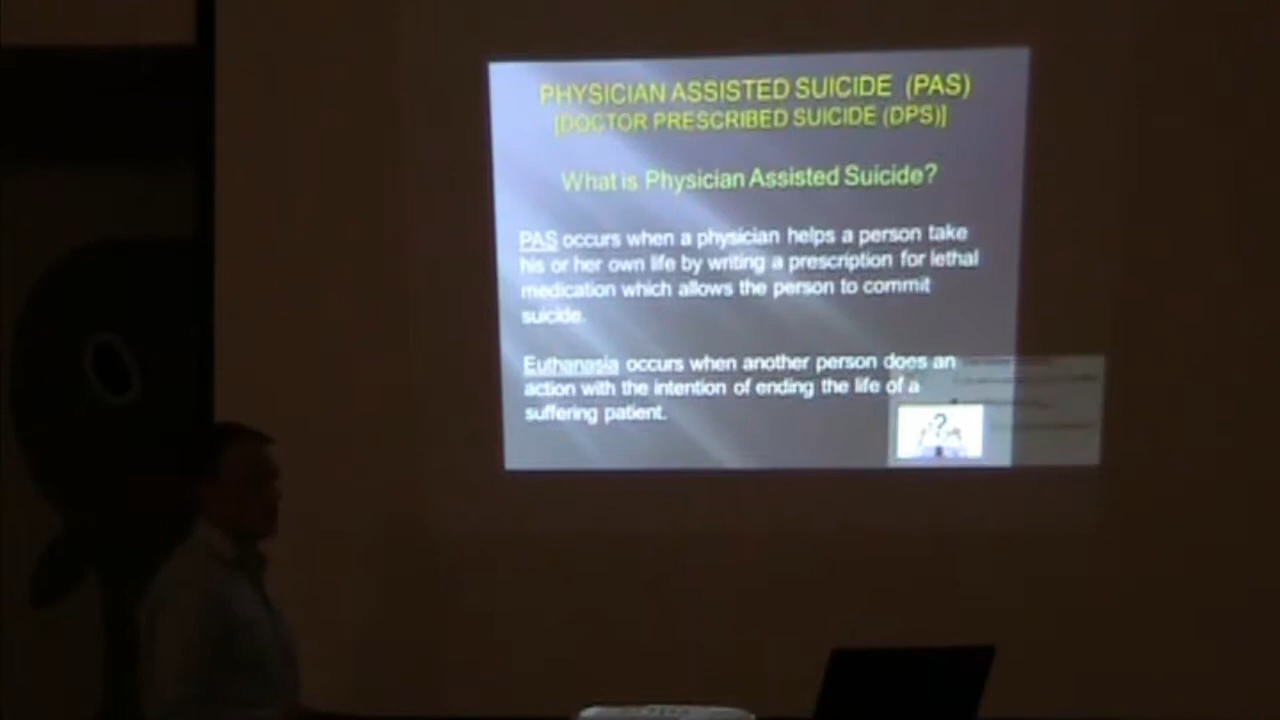 PHYSICIAN ASSISTED SUICIDE (PAS)
[DOCTOR PRESCRIBED SUICIDE (DPS)]
What is Physician Assisted Suicide?
PAS occurs when a physician helps a person take
his or her own life by writing a prescription for lethal
medication which allows the person to commit
suicide.
Euthanasia occurs when another person does an
action with the intention of ending the life of a
suffering patient.
?